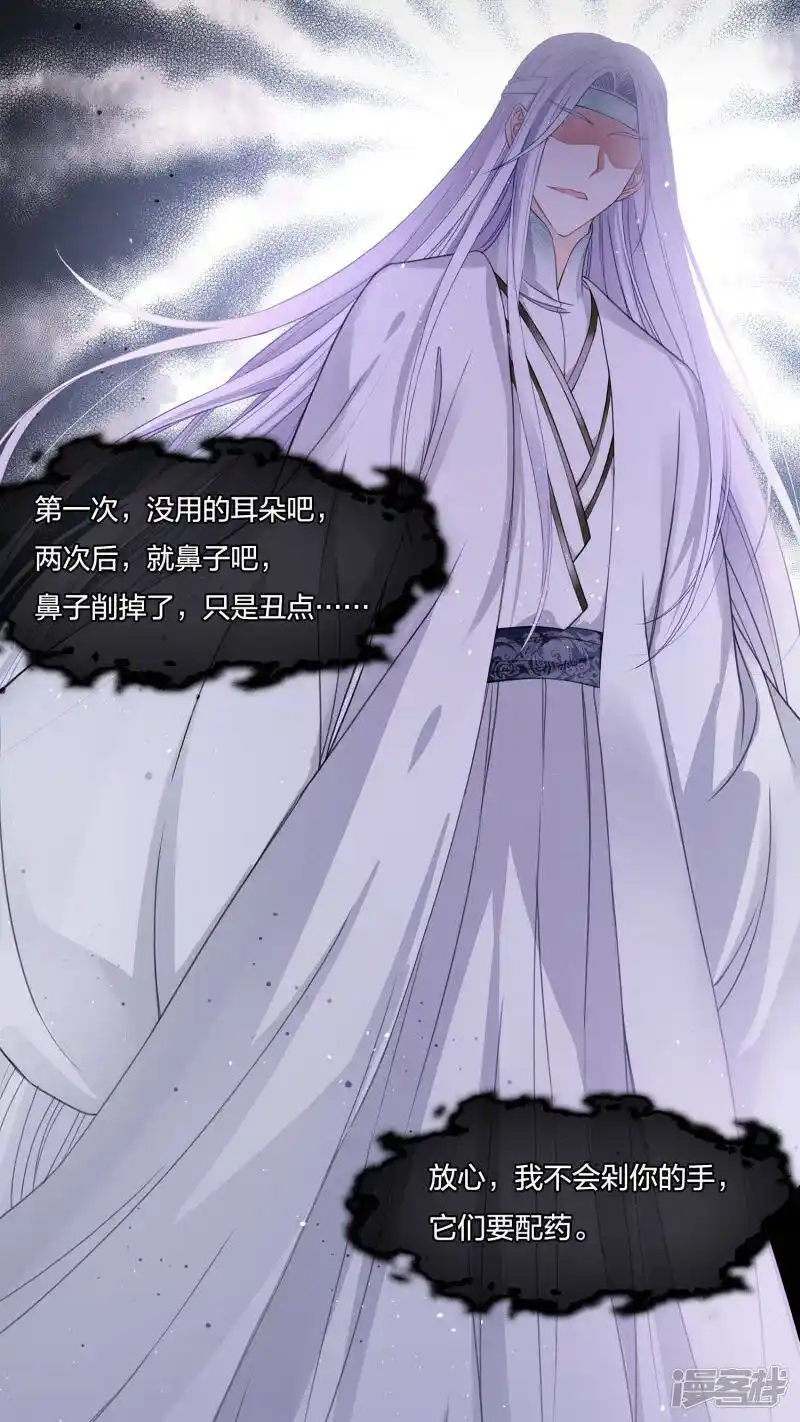 第一次，没用的耳朵吧，
两次后，就鼻子吧，
鼻子削掉了，只是丑点……
放心，我不会剁你的手，
它们要配药。
漫客栈